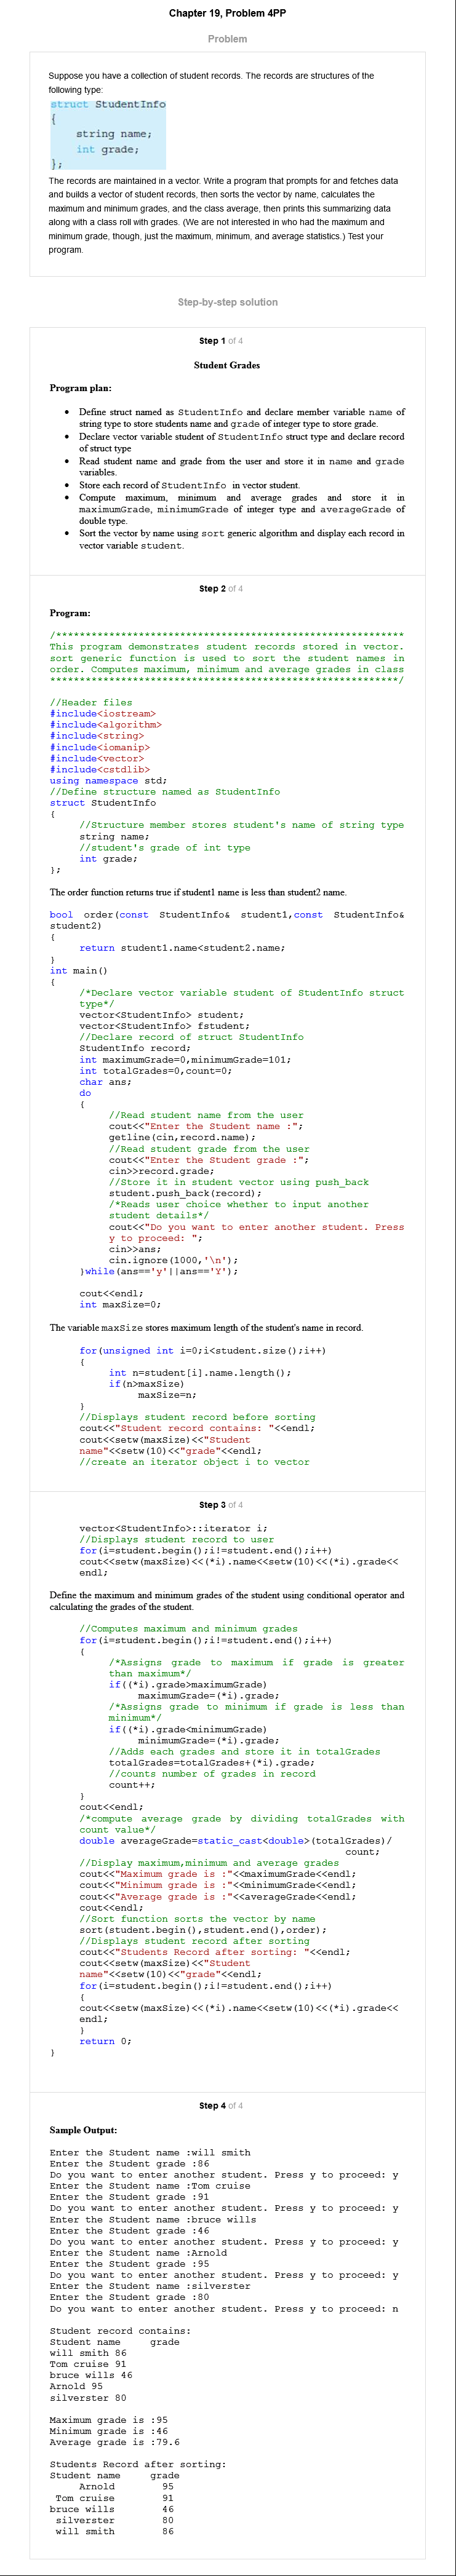 Chapter 19, Problem 4PP
Problem
Suppose you have a collection of student records. The records are structures of the
following type:
struct StudentInfo
{
string name;
int grade;
};
The records are maintained in a vector. Write a program that prompts for and fetches data
and builds a vector of student records, then sorts the vector by name, calculates the
maximum and minimum grades, and the class average, then prints this summarizing data
along with a class roll with grades. (We are not interested in who had the maximum and
minimum grade, though, just the maximum, minimum, and average statistics.) Test your
program.
Step-by-step solution
Step 1 of 4
Student Grades
Program plan:
• Define struct named as StudentInfo and declare member variable name of
string type to store students name and grade of integer type to store grade.
• Declare vector variable student of StudentInfo struct type and declare record
of struct type
• Read student name and grade from the user and store it in name and grade
variables.
• Store each record of StudentInfo in vector student.
• Compute maximum, minimum and average grades and store it in
maximumGrade, minimumGrade of integer type and averageGrade of
double type.
• Sort the vector by name using sort generic algorithm and display each record in
vector variable student.
Step 2 of 4
Program:
/***********************************************************
This program demonstrates student records stored in vector.
sort generic function is used to sort the student names in
order. Computes maximum, minimum and average grades in class
***********************************************************/
//Header files
#include<iostream>
#include<algorithm>
#include<string>
#include<iomanip>
#include<vector>
#include<cstdlib>
using namespace std;
//Define structure named as StudentInfo
struct StudentInfo
{
//Structure member stores student's name of string type
string name;
//student's grade of int type
int grade;
};
The order function returns true if student1 name is less than student2 name.
bool order(const StudentInfo& student1,const StudentInfo&
student2)
{
return student1.name<student2.name;
}
int main()
{
/*Declare vector variable student of StudentInfo struct
type*/
vector<StudentInfo> student;
vector<StudentInfo> fstudent;
//Declare record of struct StudentInfo
StudentInfo record;
int maximumGrade=0,minimumGrade=101;
int totalGrades=0,count=0;
char ans;
do
{
//Read student name from the user
cout<<"Enter the Student name :";
getline(cin,record.name);
//Read student grade from the user
cout<<"Enter the Student grade :";
cin>>record.grade;
//Store it in student vector using push_back
student.push_back(record);
/*Reads user choice whether to input another
student details*/
cout<<"Do you want to enter another student. Press
y to proceed: ";
cin>>ans;
cin.ignore(1000,'\n');
}while(ans=='y'||ans=='Y');
cout<<endl;
int maxSize=0;
The variable maxSize stores maximum length of the student's name in record.
for(unsigned int i=0;i<student.size();i++)
{
int n=student[i].name.length();
if(n>maxSize)
maxSize=n;
}
//Displays student record before sorting
cout<<"Student record contains: "<<endl;
cout<<setw(maxSize)<<"Student
name"<<setw(10)<<"grade"<<endl;
//create an iterator object i to vector
Step 3 of 4
vector<StudentInfo>::iterator i;
//Displays student record to user
for(i=student.begin();i!=student.end();i++)
cout<<setw(maxSize)<<(*i).name<<setw(10)<<(*i).grade<<
endl;
Define the maximum and minimum grades of the student using conditional operator and
calculating the grades of the student.
//Computes maximum and minimum grades
for(i=student.begin();i!=student.end();i++)
{
/*Assigns grade to maximum if grade is greater
than maximum*/
if((*i).grade>maximumGrade)
maximumGrade=(*i).grade;
/*Assigns grade to minimum if grade is less than
minimum*/
if((*i).grade<minimumGrade)
minimumGrade=(*i).grade;
//Adds each grades and store it in totalGrades
totalGrades=totalGrades+(*i).grade;
//counts number of grades in record
count++;
}
cout<<endl;
/*compute average grade by dividing totalGrades with
count value*/
double averageGrade=static_cast<double>(totalGrades)/
count;
//Display maximum,minimum and average grades
cout<<"Maximum grade is :"<<maximumGrade<<endl;
cout<<"Minimum grade is :"<<minimumGrade<<endl;
cout<<"Average grade is :"<<averageGrade<<endl;
cout<<endl;
//Sort function sorts the vector by name
sort(student.begin(),student.end(),order);
//Displays student record after sorting
cout<<"Students Record after sorting: "<<endl;
cout<<setw(maxSize)<<"Student
name"<<setw(10)<<"grade"<<endl;
for(i=student.begin();i!=student.end();i++)
{
cout<<setw(maxSize)<<(*i).name<<setw(10)<<(*i).grade<<
endl;
}
return 0;
}
Step 4 of 4
Sample Output:
Enter the Student name :will smith
Enter the Student grade :86
Do you want to enter another student. Press y to proceed: y
Enter the Student name :Tom cruise
Enter the Student grade :91
Do you want to enter another student. Press y to proceed: y
Enter the Student name :bruce wills
Enter the Student grade :46
Do you want to enter another student. Press y to proceed: y
Enter the Student name :Arnold
Enter the Student grade :95
Do you want to enter another student. Press y to proceed: y
Enter the Student name :silverster
Enter the Student grade :80
Do you want to enter another student. Press y to proceed: n
Student record contains:
Student name grade
will smith 86
Tom cruise 91
bruce wills 46
Arnold 95
silverster 80
Maximum grade is :95
Minimum grade is :46
Average grade is :79.6
Students Record after sorting:
Student name grade
Arnold 95
Tom cruise 91
bruce wills 46
silverster 80
will smith 86